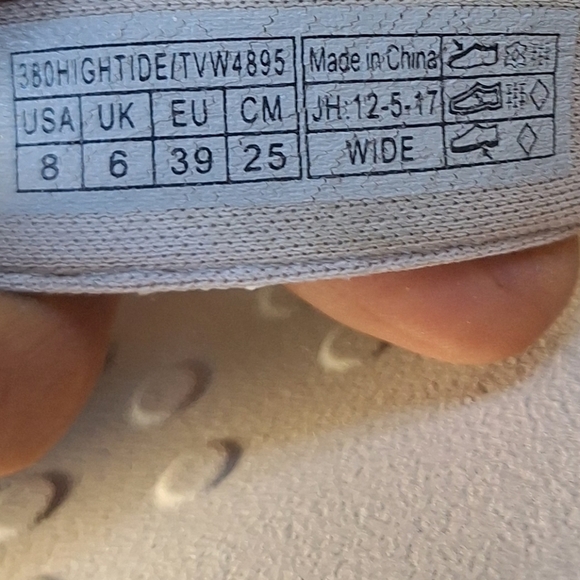 380HIGHTIDE/TVW4895
USA UK EU CM
8 6 39 25
Made in China
JH:12-5-17
WIDE